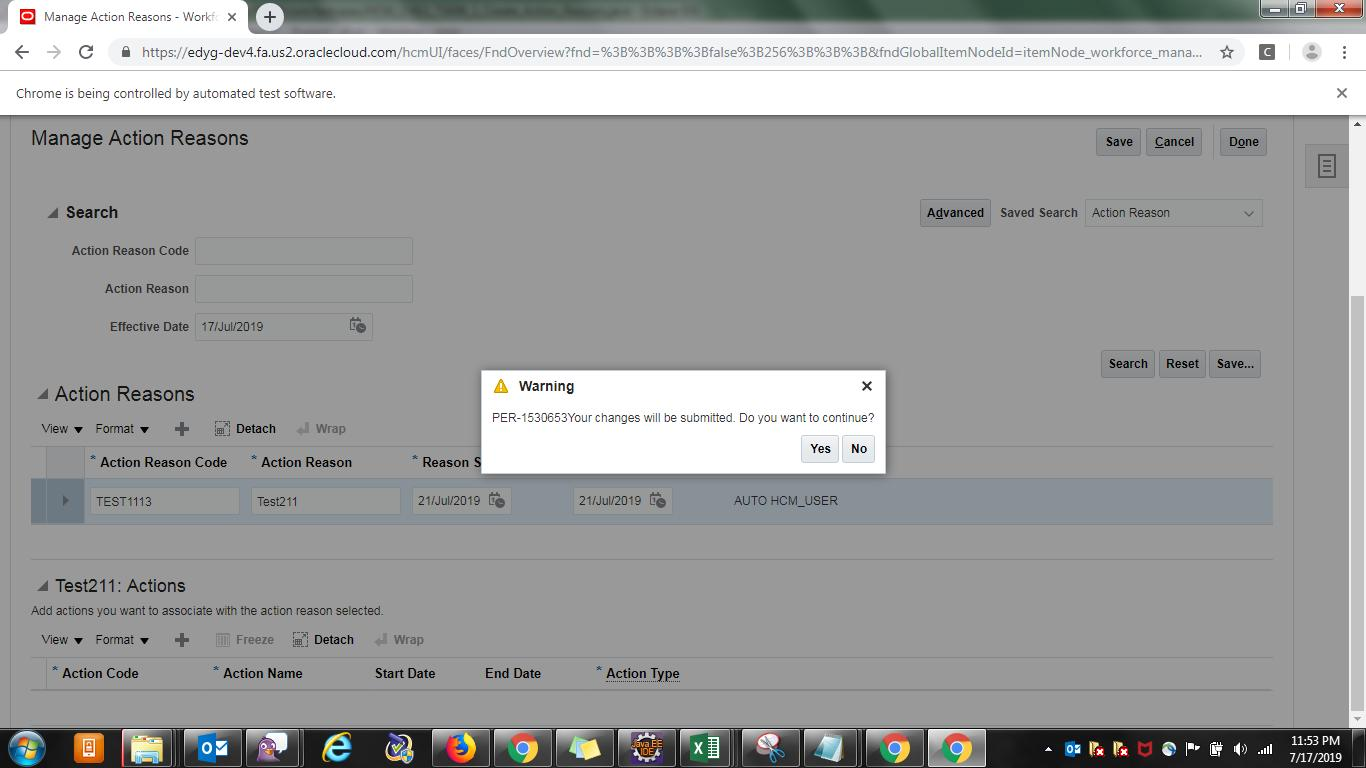 Manage Action Reasons - Workf
https://edyg-dev4.fa.us2.oraclecloud.com/hcmUI/faces/FndOverview?fnd=%3B%3B%3B%3Bfalse%3B256%3B%3B%3B&fndGlobalItemNodeId=itemNode_workforce_mana...
C
Chrome is being controlled by automated test software.
Manage Action Reasons
Save Cancel Done
Search
Advanced Saved Search Action Reason
Action Reason Code
Action Reason
Effective Date 17/Jul/2019
Search Reset Save...
Action Reasons
Warning
PER-1530653Your changes will be submitted. Do you want to continue?
Yes No
View Format Detach Wrap
* Action Reason Code * Action Reason * Reason S
TEST1113 Test211 21/Jul/2019 21/Jul/2019 AUTO HCM_USER
Test211: Actions
Add actions you want to associate with the action reason selected.
View Format Freeze Detach Wrap
* Action Code * Action Name Start Date End Date * Action Type
Java EE
IDE
11:53 PM
7/17/2019